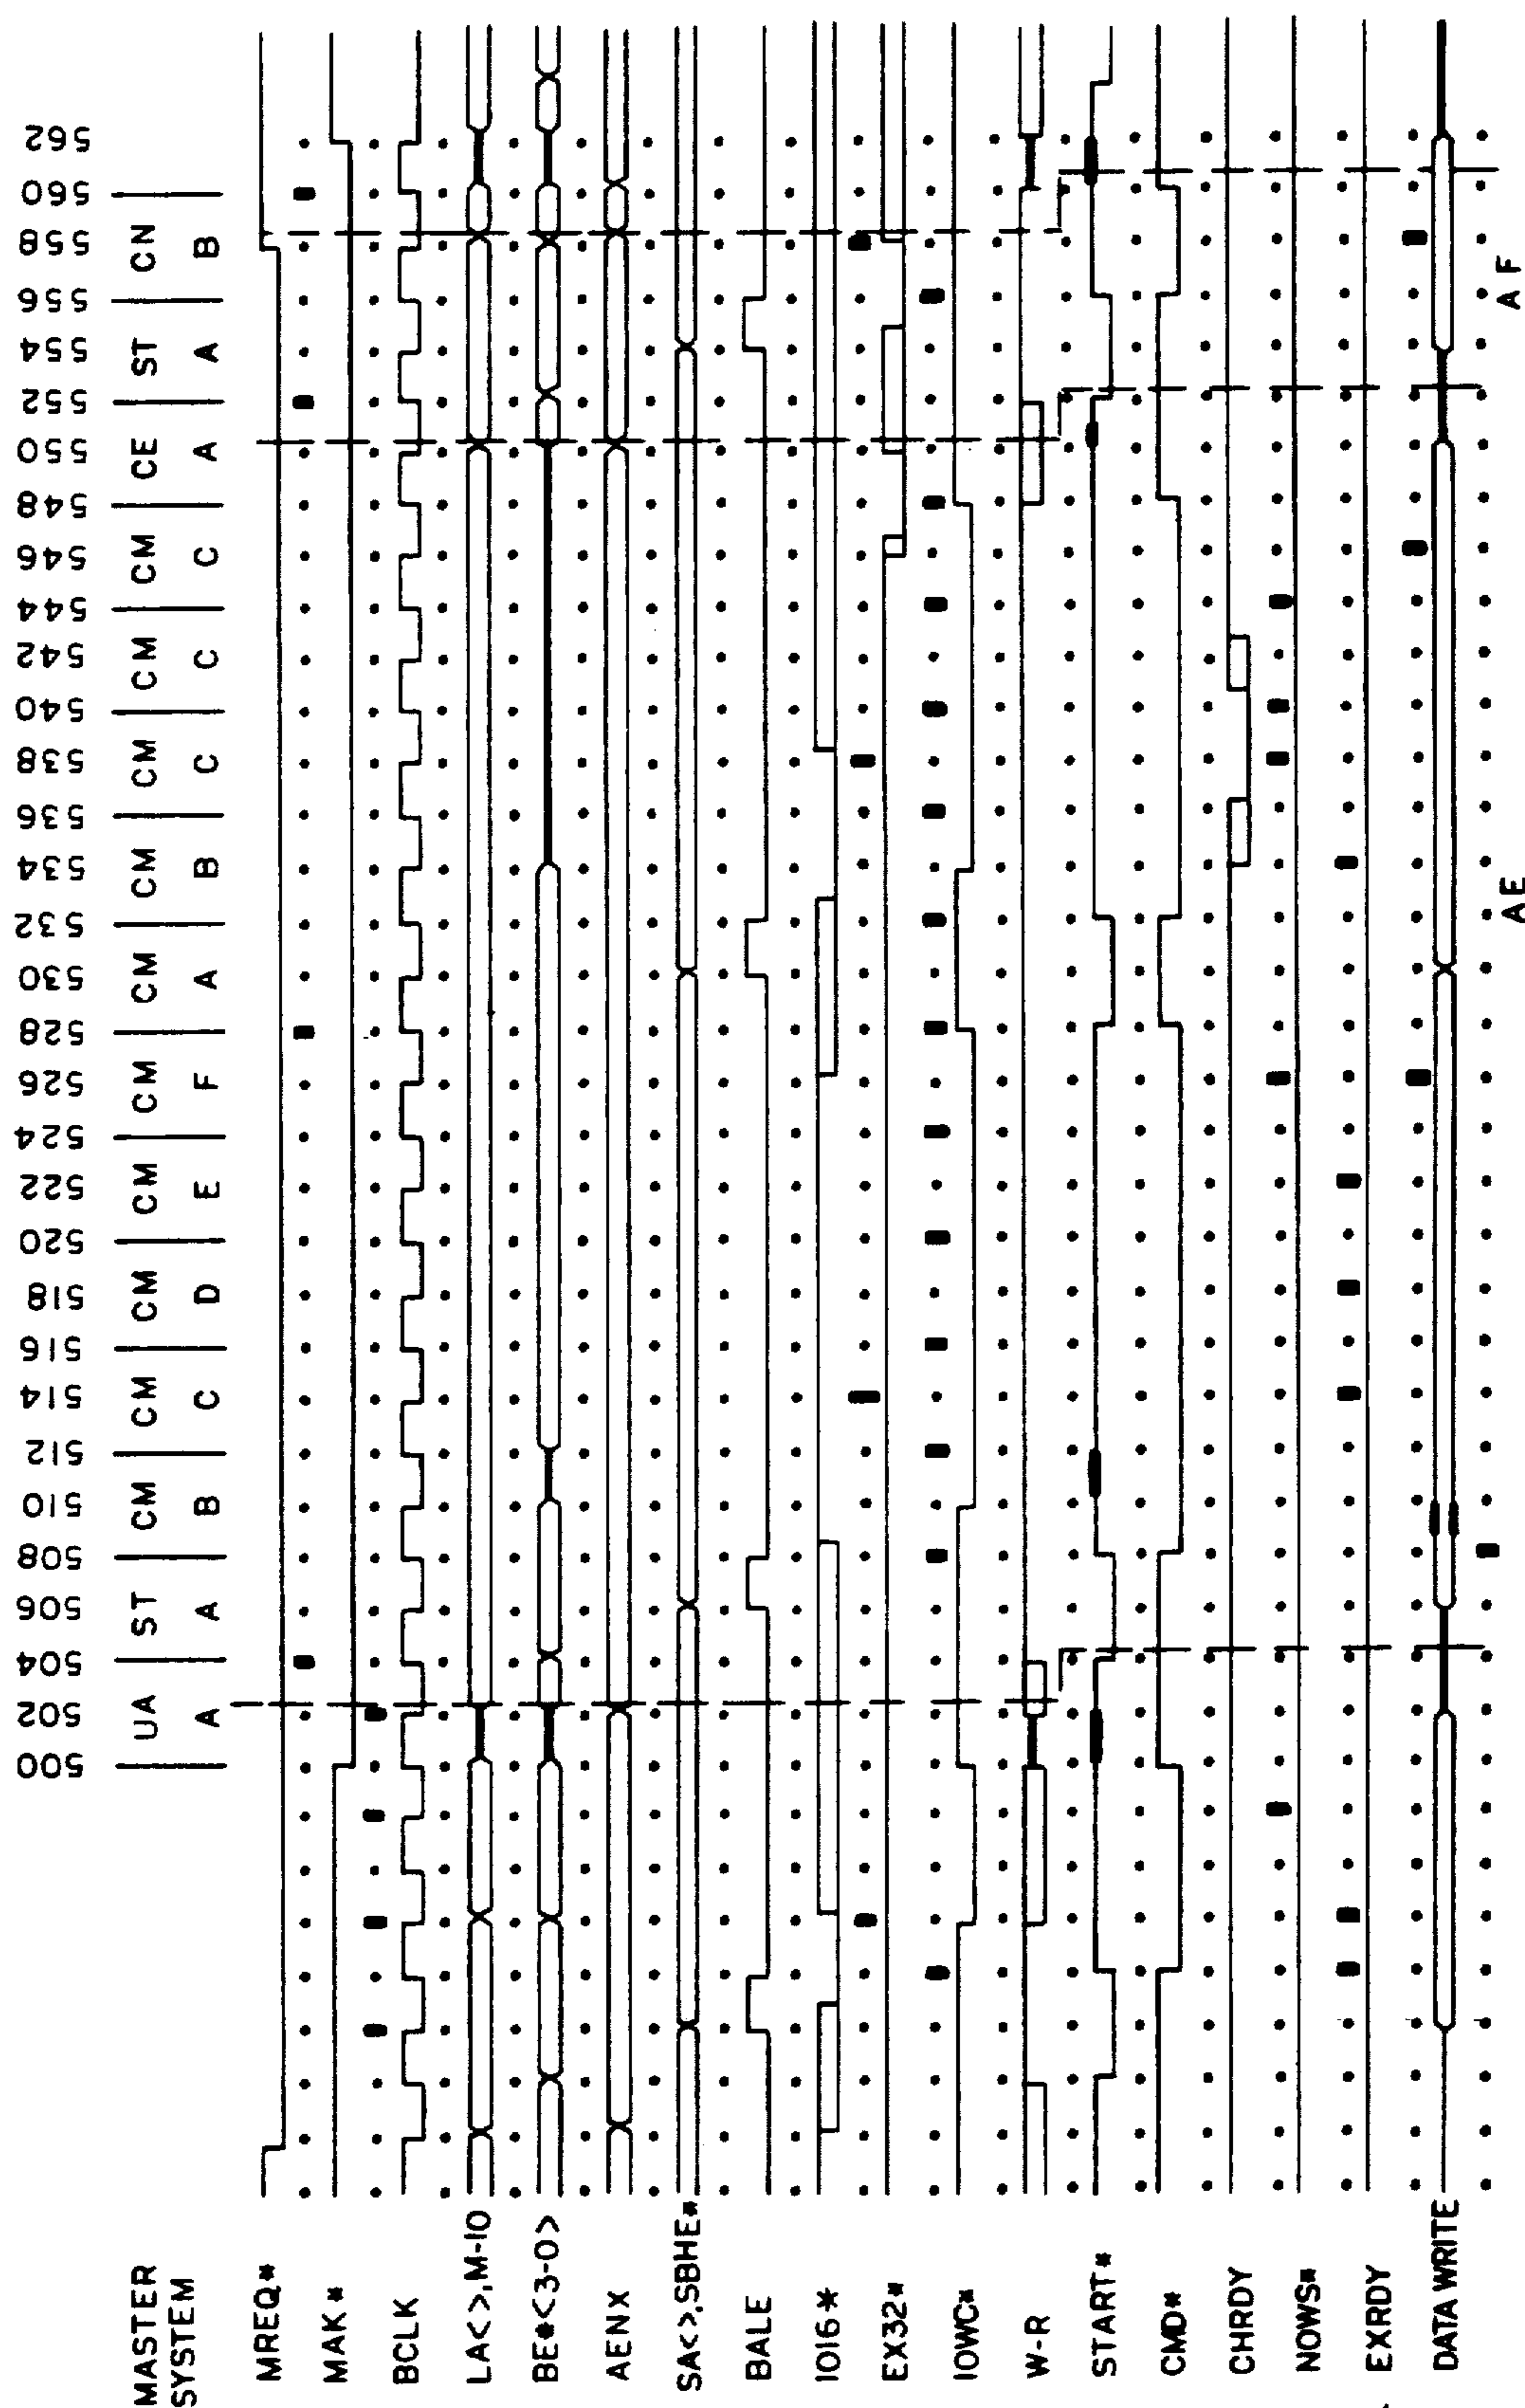 500 502 504 506 508 510 512 514 516 518 520 522 524 526 528 530 532 534 536 538 540 542 544 546 548 550 552 554 556 558 560 562
MASTER UA ST CM CM CM CM CM CM CM CM CM CM CE ST CN
SYSTEM A A B C D E F A B C C C A A B
MREQ*
MAK*
BCLK
LA<>,M-IO
BE*<3-0>
AENX
SA<>,SBHE*
BALE
IO16*
EX32*
IOWC*
W-R
START*
CMD*
CHRDY
NOWS*
EXRDY
DATA WRITE
AE AF